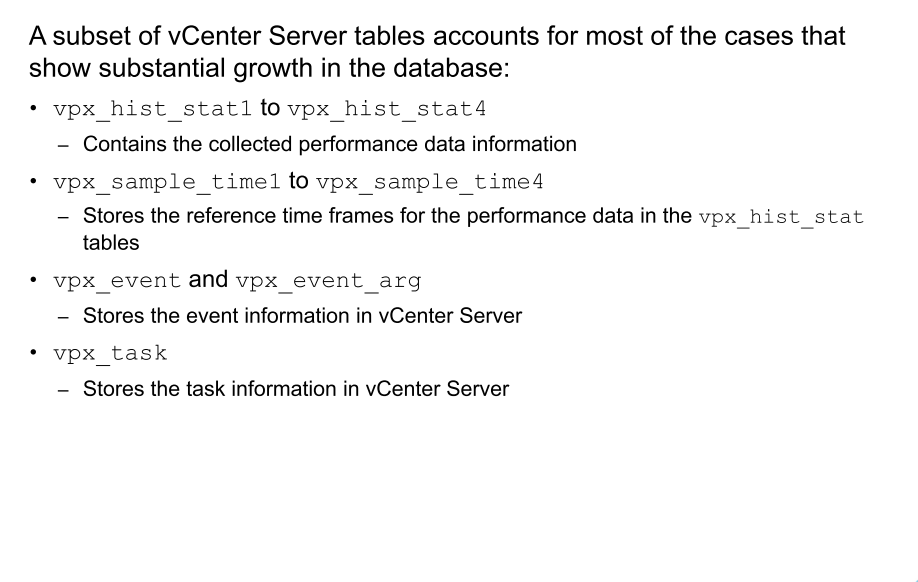 A subset of vCenter Server tables accounts for most of the cases that
show substantial growth in the database:
• vpx_hist_stat1 to vpx_hist_stat4
– Contains the collected performance data information
• vpx_sample_time1 to vpx_sample_time4
– Stores the reference time frames for the performance data in the vpx_hist_stat
tables
• vpx_event and vpx_event_arg
– Stores the event information in vCenter Server
• vpx_task
– Stores the task information in vCenter Server